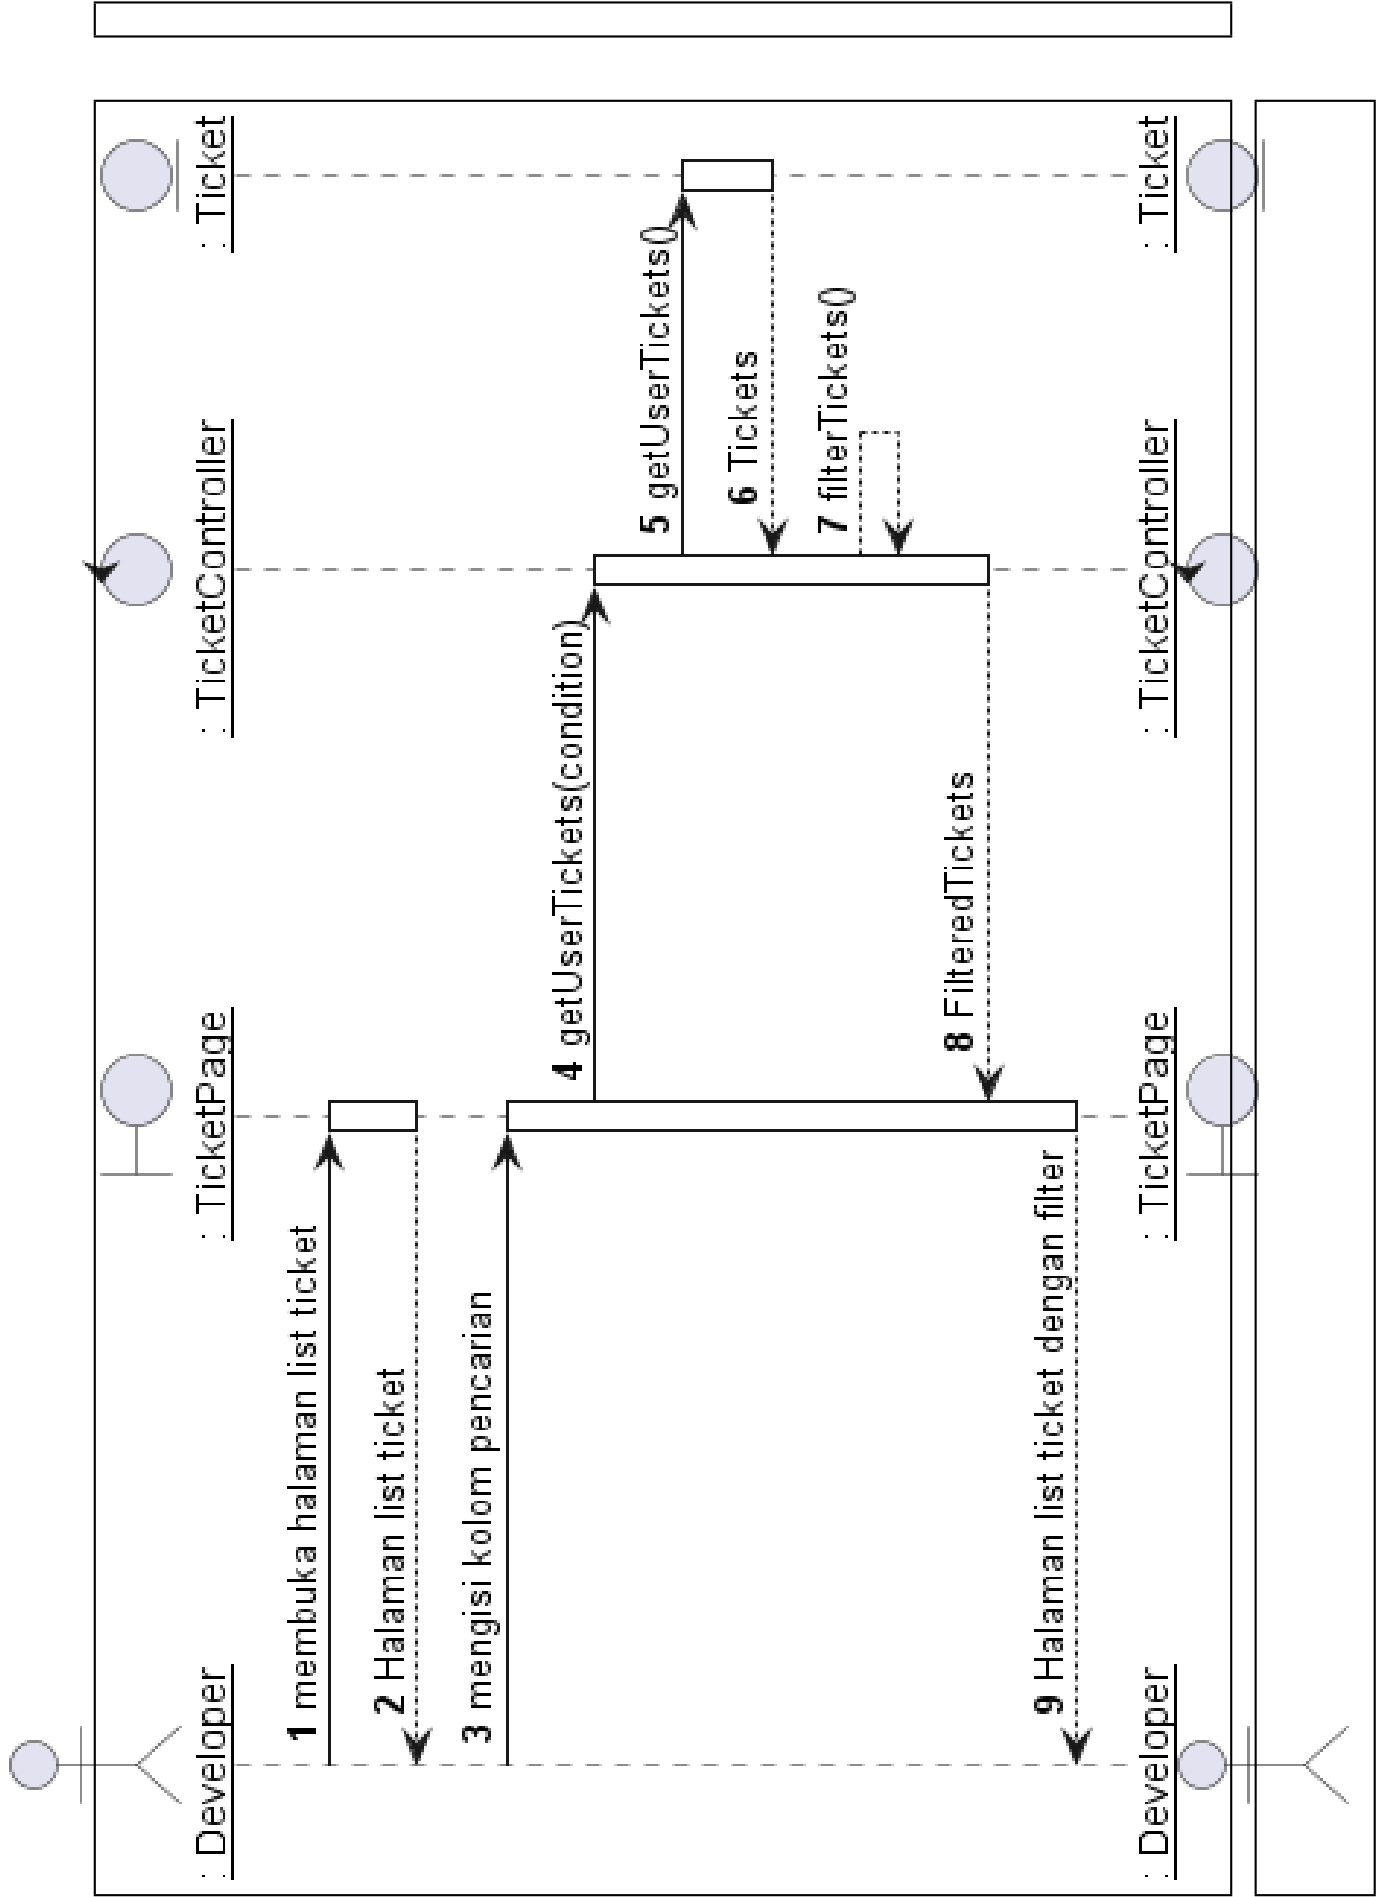 : Developer
: TicketPage
: TicketController
: Ticket
1 membuka halaman list ticket
2 Halaman list ticket
3 mengisi kolom pencarian
4 getUserTickets(condition)
5 getUserTickets()
6 Tickets
7 filterTickets()
8 FilteredTickets
9 Halaman list ticket dengan filter
: Developer
: TicketPage
: TicketController
: Ticket